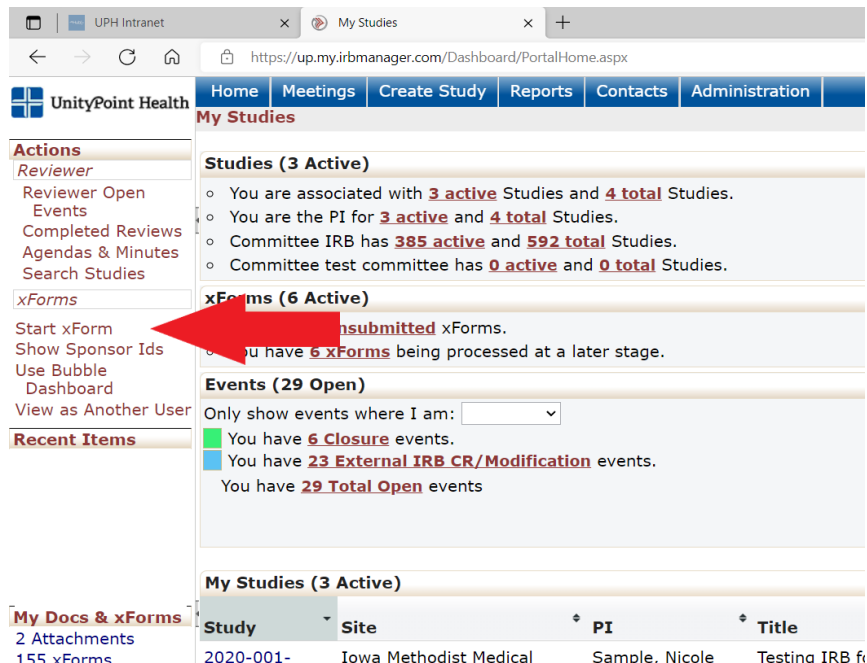 UPH Intranet
My Studies
https://up.my.irbmanager.com/Dashboard/PortalHome.aspx
UnityPoint Health
Home Meetings Create Study Reports Contacts Administration
My Studies
Actions
Reviewer
Reviewer Open
Events
Completed Reviews
Agendas & Minutes
Search Studies
xForms
Start xForm
Show Sponsor Ids
Use Bubble
Dashboard
View as Another User
Recent Items
My Docs & xForms
2 Attachments
155 xForms
Studies (3 Active)
You are associated with 3 active Studies and 4 total Studies.
You are the PI for 3 active and 4 total Studies.
Committee IRB has 385 active and 592 total Studies.
Committee test committee has 0 active and 0 total Studies.
xForms (6 Active)
xForms.
You have 6 xForms being processed at a later stage.
Events (29 Open)
Only show events where I am:
You have 6 Closure events.
You have 23 External IRB CR/Modification events.
You have 29 Total Open events
My Studies (3 Active)
Study Site PI Title
2020-001- Iowa Methodist Medical Sample, Nicole Testing IRB